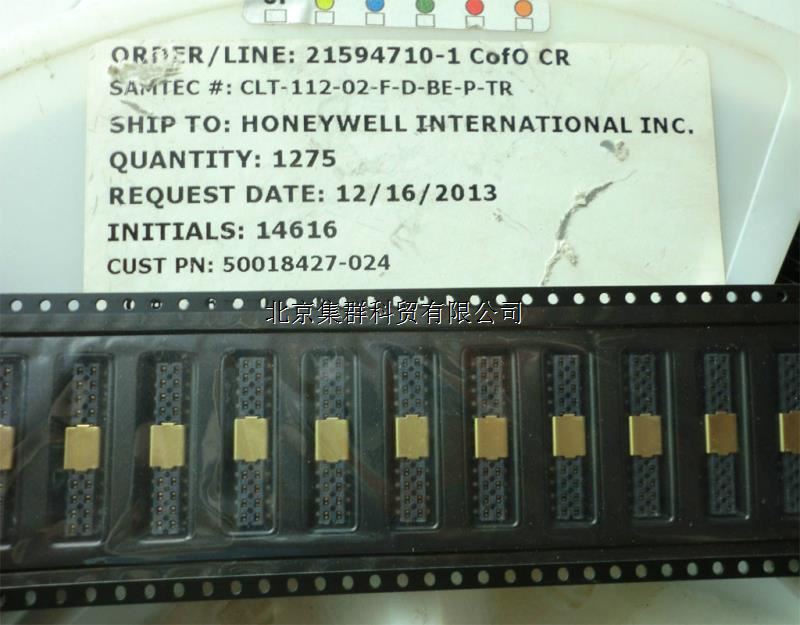 ORDER/LINE: 21594710-1 CofO CR
SAMTEC #: CLT-112-02-F-D-BE-P-TR
SHIP TO: HONEYWELL INTERNATIONAL INC.
QUANTITY: 1275
REQUEST DATE: 12/16/2013
INITIALS: 14616
CUST PN: 50018427-024
北京集群科贸有限公司